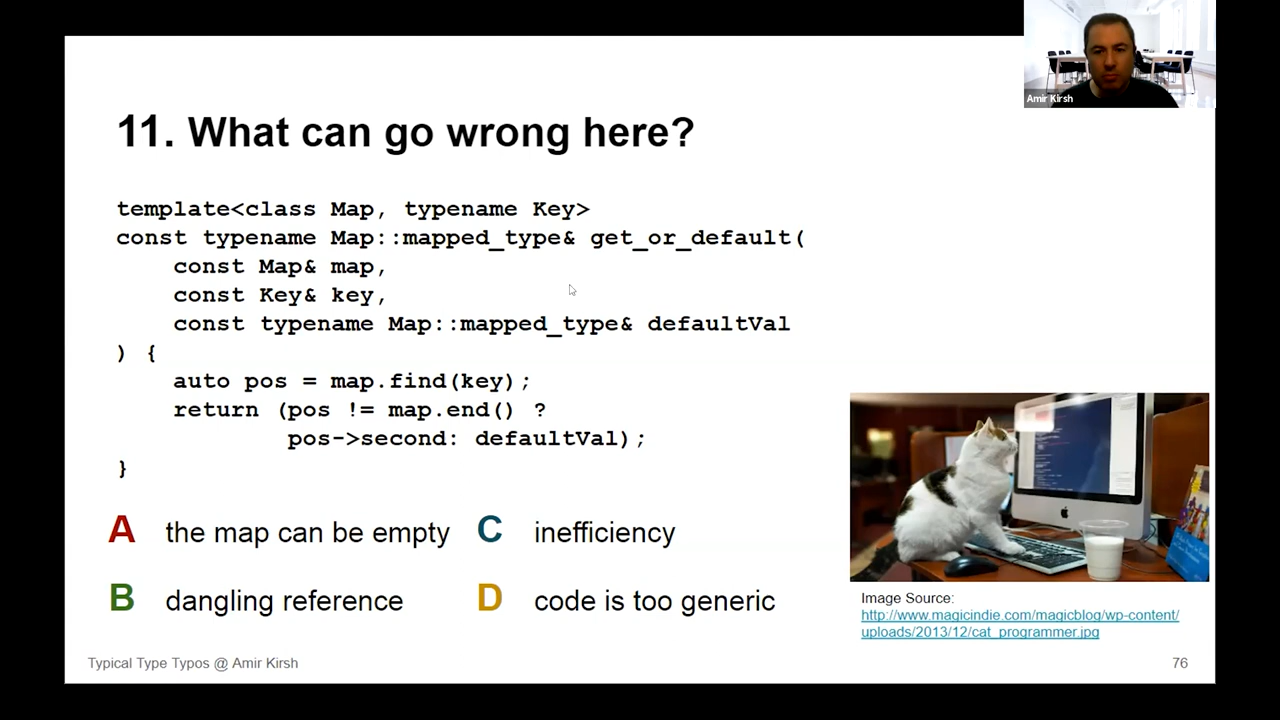 Amir Kirsh
11. What can go wrong here?
template<class Map, typename Key>
const typename Map::mapped_type& get_or_default(
    const Map& map,
    const Key& key,
    const typename Map::mapped_type& defaultVal
) {
    auto pos = map.find(key);
    return (pos != map.end() ?
            pos->second: defaultVal);
}
A the map can be empty
C inefficiency
B dangling reference
D code is too generic
Image Source:
http://www.magicindie.com/magicblog/wp-content/
uploads/2013/12/cat_programmer.jpg
Typical Type Typos @ Amir Kirsh
76